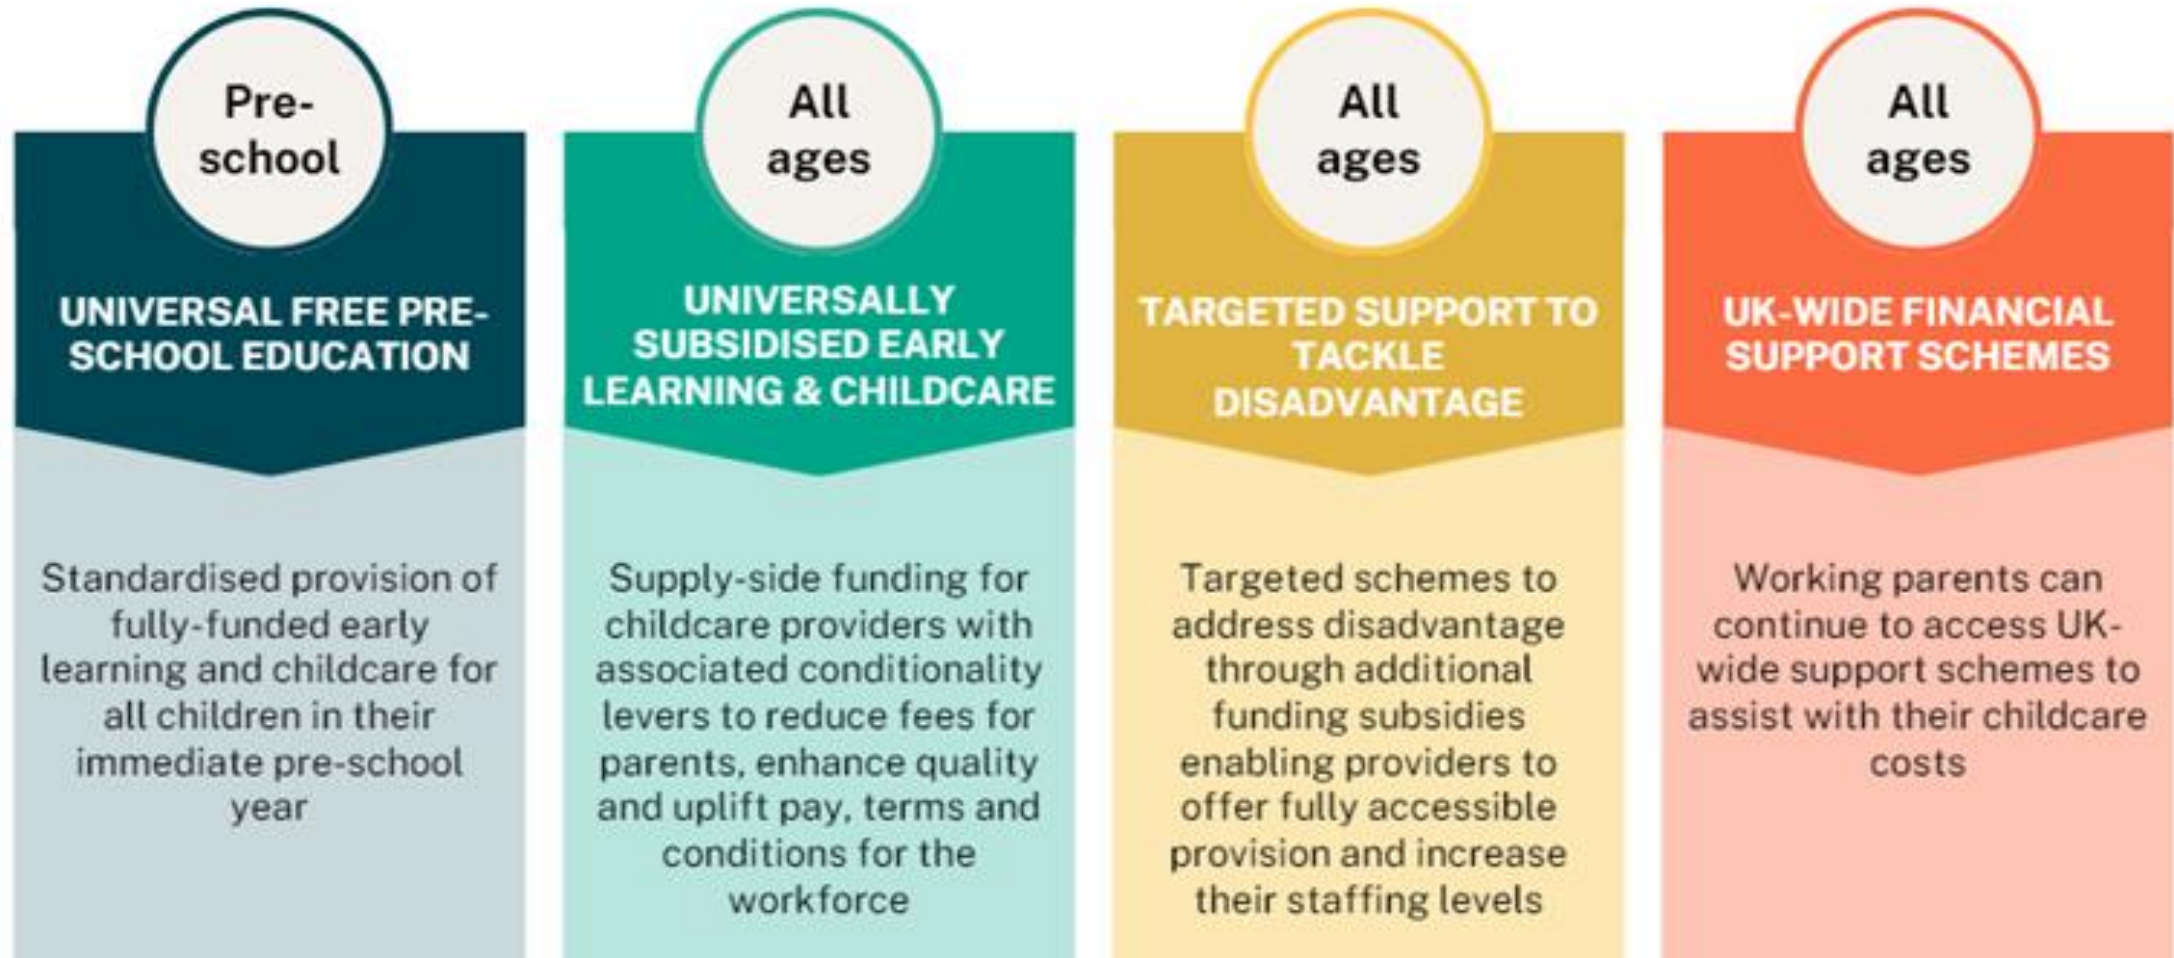 Pre-
school
UNIVERSAL FREE PRE-
SCHOOL EDUCATION
Standardised provision of
fully-funded early
learning and childcare for
all children in their
immediate pre-school
year
All
ages
UNIVERSALLY
SUBSIDISED EARLY
LEARNING & CHILDCARE
Supply-side funding for
childcare providers with
associated conditionality
levers to reduce fees for
parents, enhance quality
and uplift pay, terms and
conditions for the
workforce
All
ages
TARGETED SUPPORT TO
TACKLE
DISADVANTAGE
Targeted schemes to
address disadvantage
through additional
funding subsidies
enabling providers to
offer fully accessible
provision and increase
their staffing levels
All
ages
UK-WIDE FINANCIAL
SUPPORT SCHEMES
Working parents can
continue to access UK-
wide support schemes to
assist with their childcare
costs